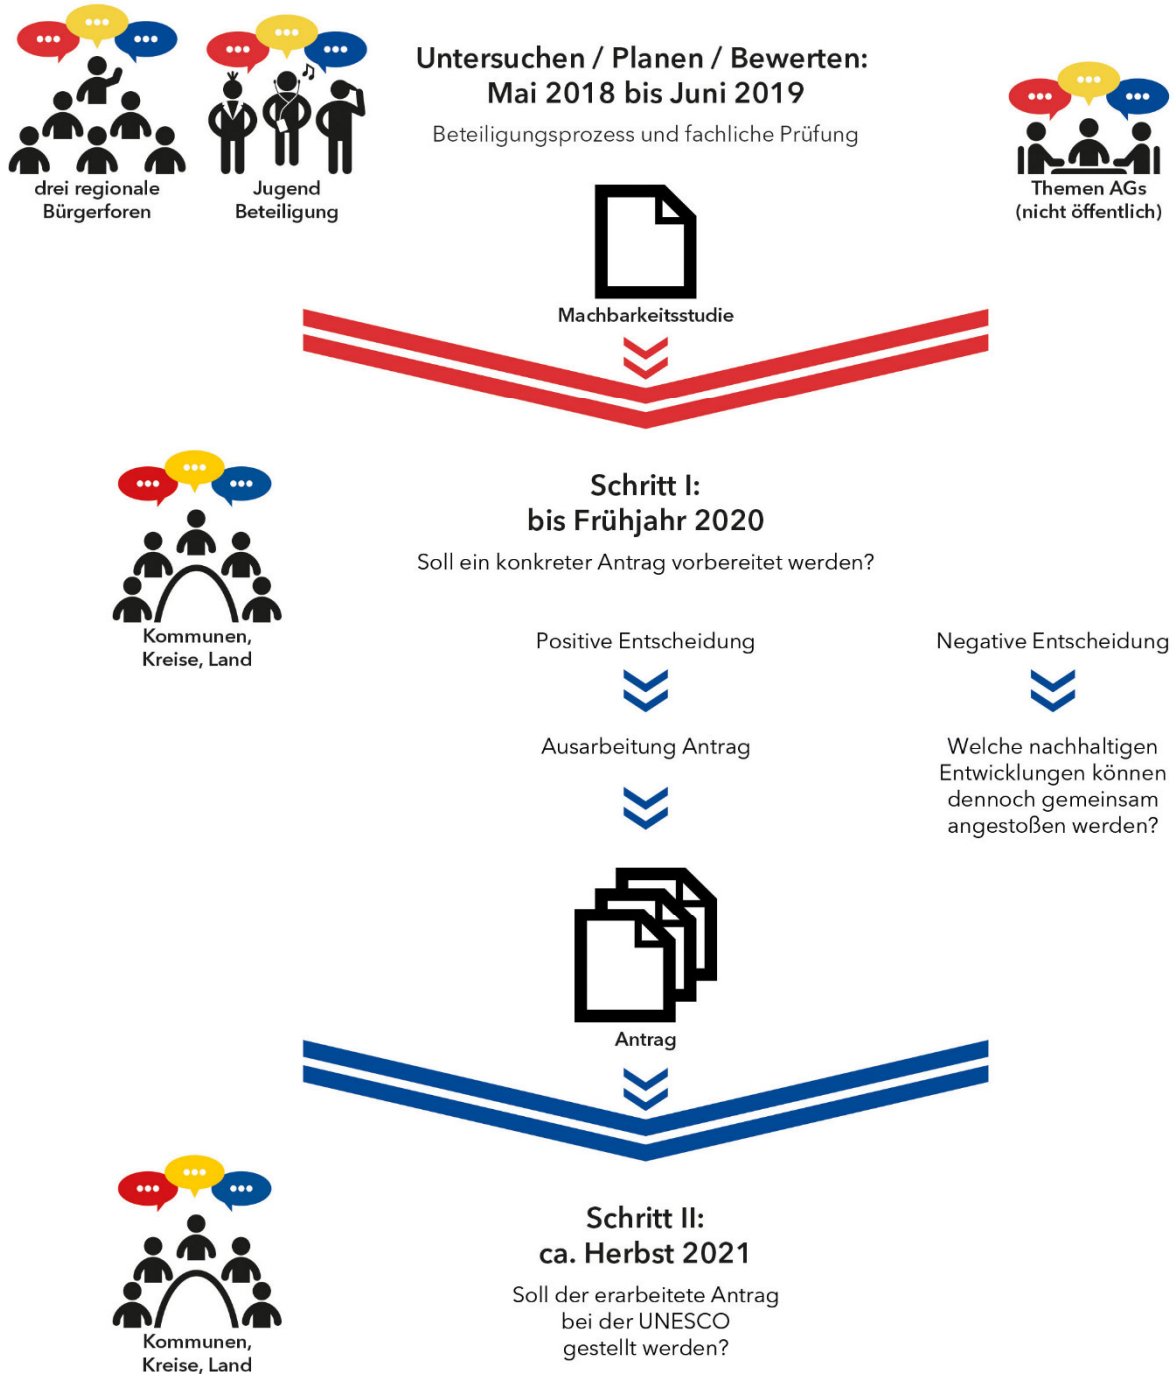 Untersuchen / Planen / Bewerten:
Mai 2018 bis Juni 2019
Beteiligungsprozess und fachliche Prüfung
drei regionale
Bürgerforen
Jugend
Beteiligung
Themen AGs
(nicht öffentlich)
Machbarkeitsstudie
Schritt I:
bis Frühjahr 2020
Soll ein konkreter Antrag vorbereitet werden?
Kommunen,
Kreise, Land
Positive Entscheidung
Negative Entscheidung
Ausarbeitung Antrag
Welche nachhaltigen
Entwicklungen können
dennoch gemeinsam
angestoßen werden?
Antrag
Schritt II:
ca. Herbst 2021
Soll der erarbeitete Antrag
bei der UNESCO
gestellt werden?
Kommunen,
Kreise, Land